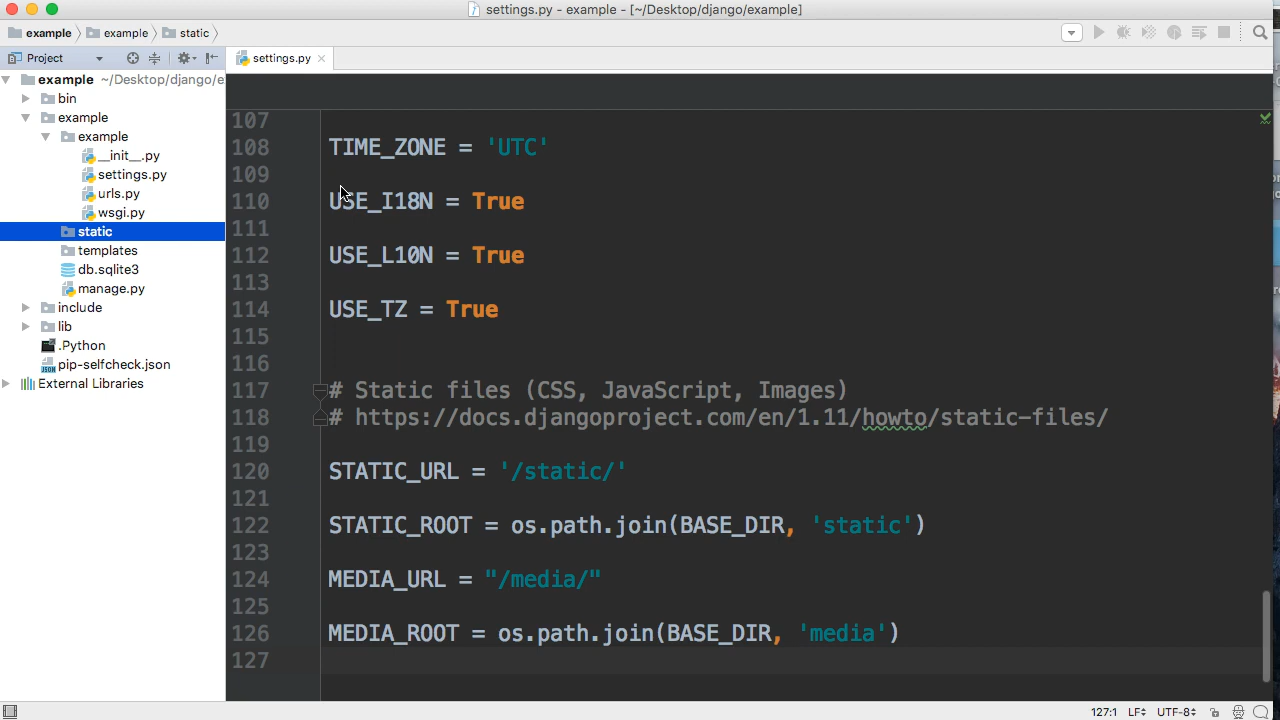 settings.py - example - [~/Desktop/django/example]
example example static
Project
settings.py
example ~/Desktop/django/e
bin
example
example
__init__.py
settings.py
urls.py
wsgi.py
static
templates
db.sqlite3
manage.py
include
lib
.Python
pip-selfcheck.json
External Libraries
107
108 TIME_ZONE = 'UTC'
109
110 USE_I18N = True
111
112 USE_L10N = True
113
114 USE_TZ = True
115
116
117 # Static files (CSS, JavaScript, Images)
118 # https://docs.djangoproject.com/en/1.11/howto/static-files/
119
120 STATIC_URL = '/static/'
121
122 STATIC_ROOT = os.path.join(BASE_DIR, 'static')
123
124 MEDIA_URL = "/media/"
125
126 MEDIA_ROOT = os.path.join(BASE_DIR, 'media')
127
127:1 LF UTF-8